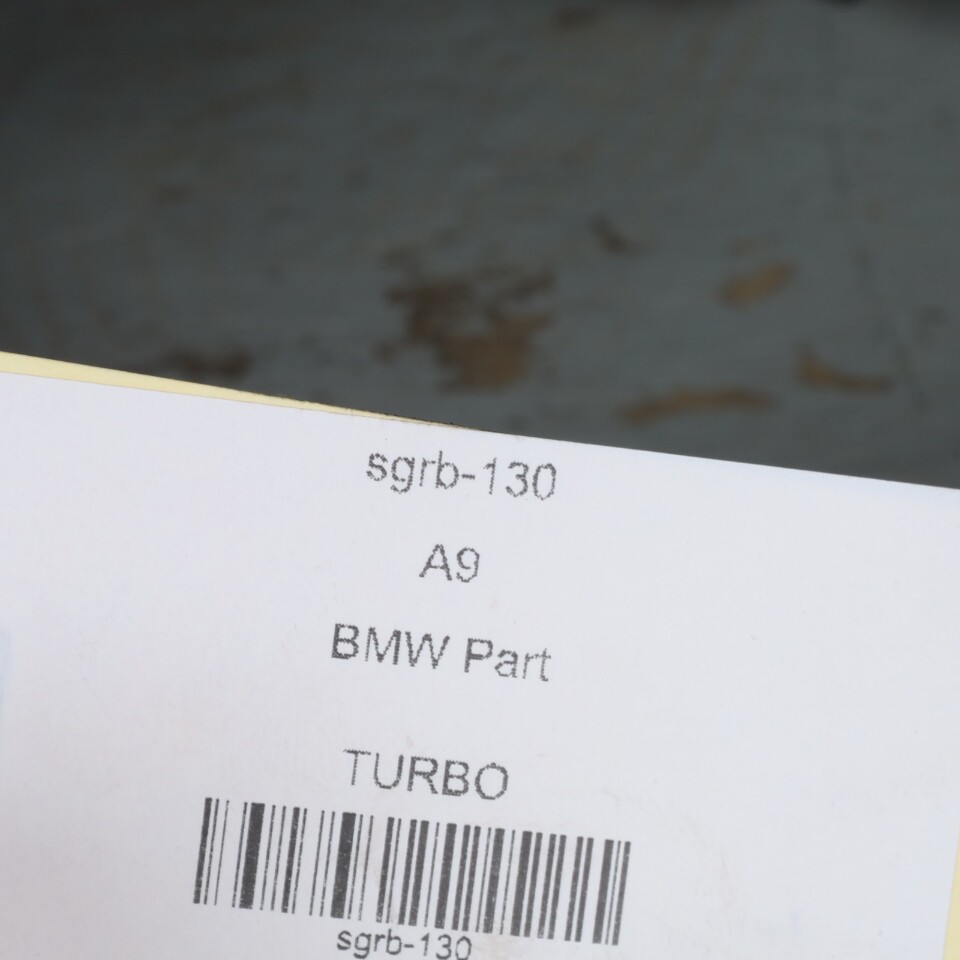 sgrb-130
A9
BMW Part
TURBO
sgrb-130